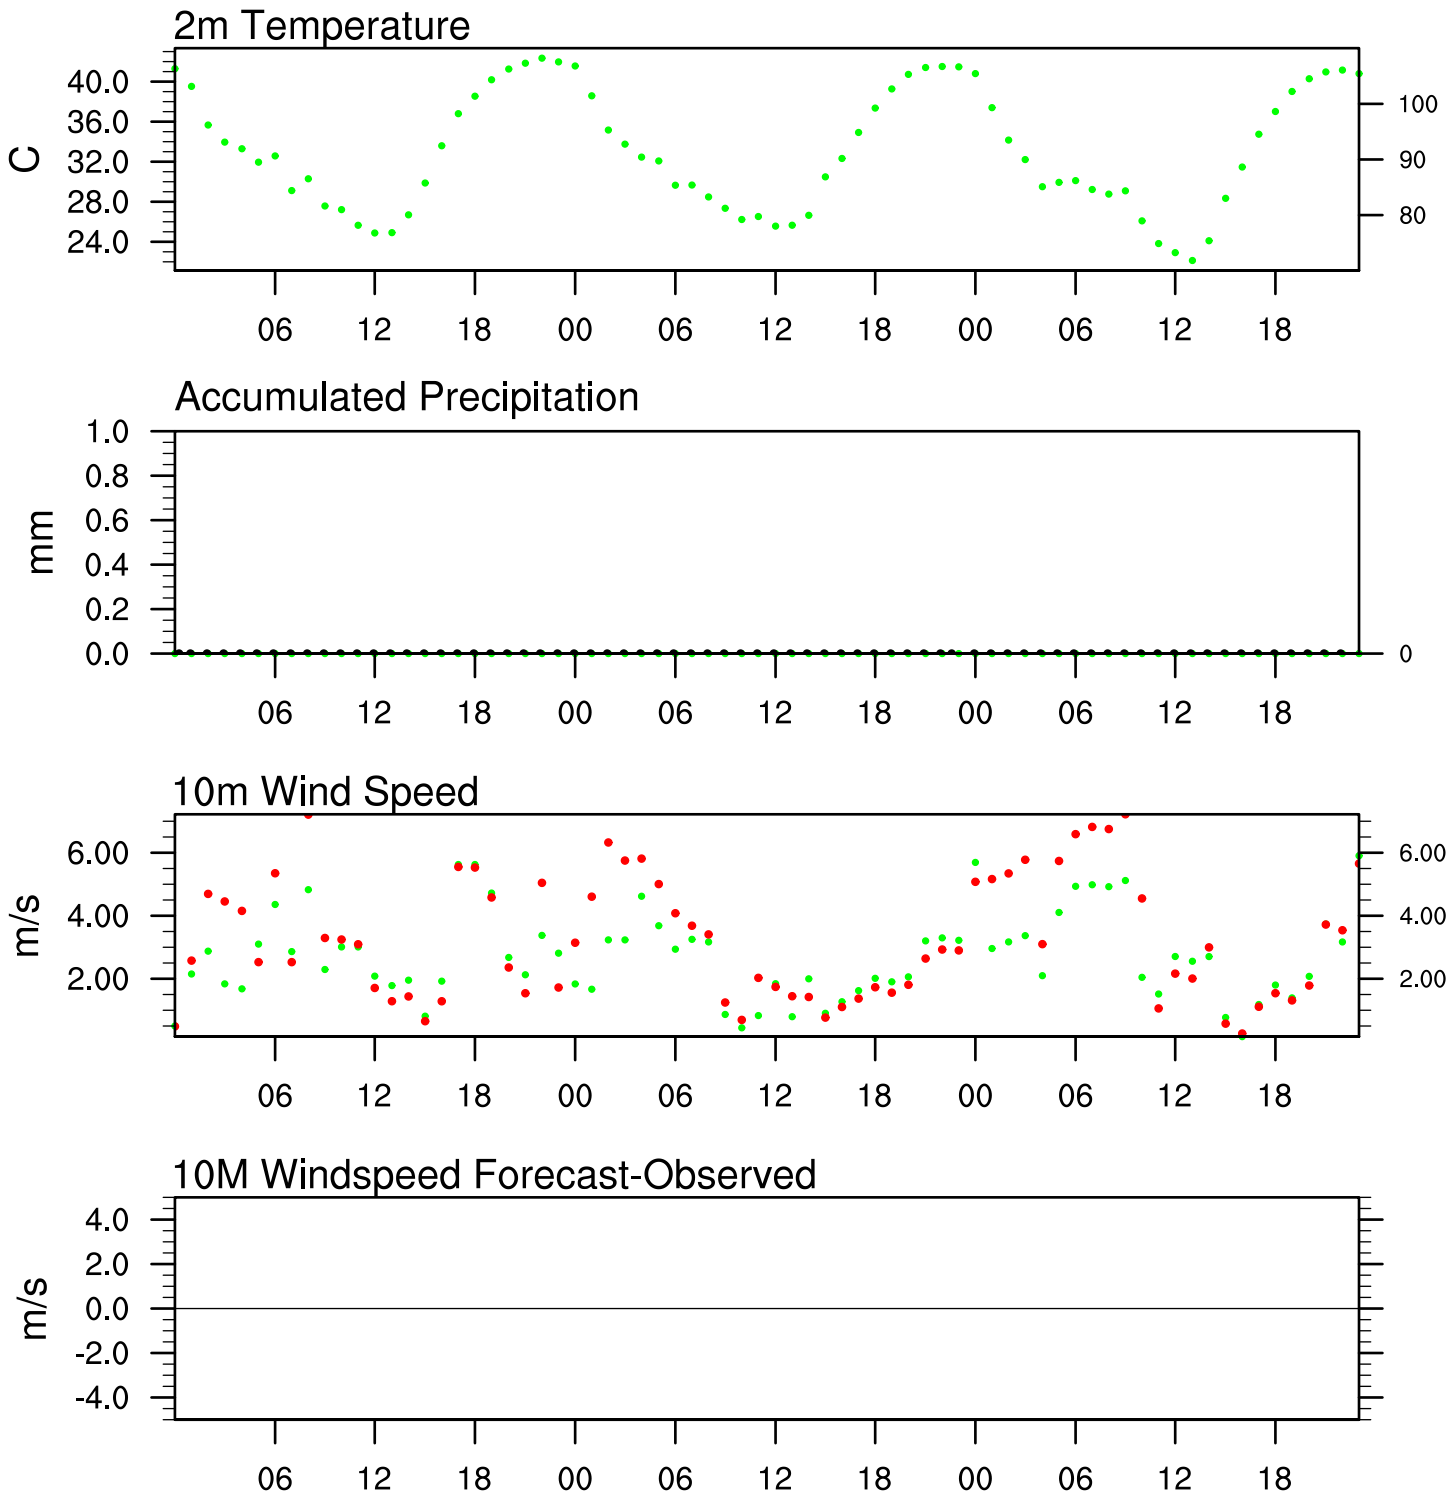 2m Temperature
C
40.0
36.0
32.0
28.0
24.0
100
90
80
06 12 18 00 06 12 18 00 06 12 18
Accumulated Precipitation
mm
1.0
0.8
0.6
0.4
0.2
0.0
0
06 12 18 00 06 12 18 00 06 12 18
10m Wind Speed
m/s
6.00 6.00
4.00 4.00
2.00 2.00
06 12 18 00 06 12 18 00 06 12 18
10M Windspeed Forecast-Observed
m/s
4.0
2.0
0.0
-2.0
-4.0
06 12 18 00 06 12 18 00 06 12 18